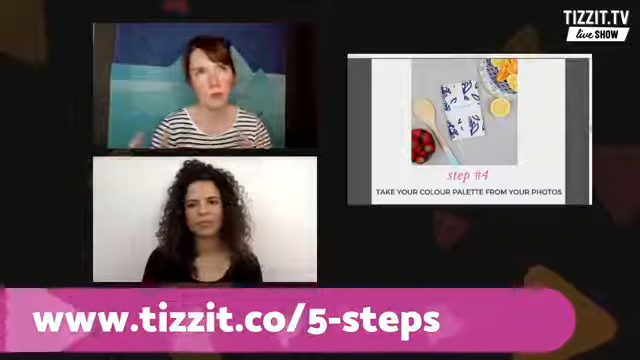 TIZZIT.TV
live SHOW
step #4
TAKE YOUR COLOUR PALETTE FROM YOUR PHOTOS
www.tizzit.co/5-steps